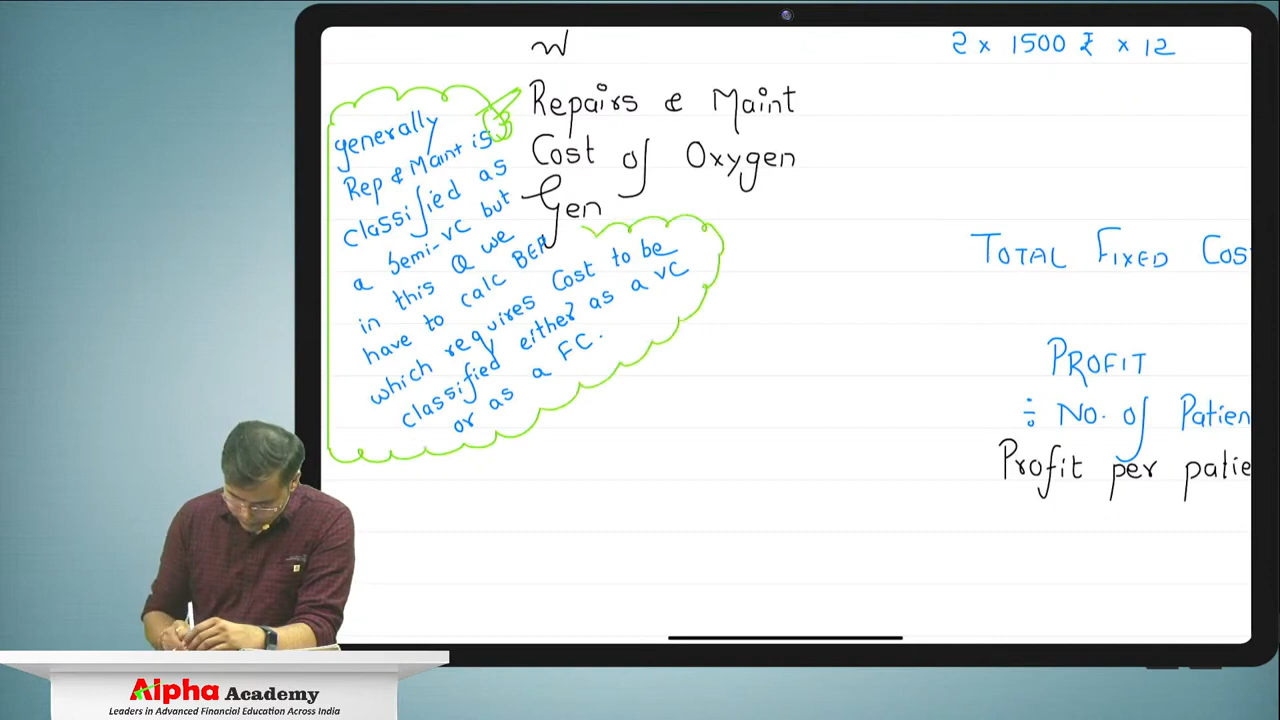 w
2 x 1500 ₹ x 12
Repairs & Maint
Cost of Oxygen
Gen
generally
Rep & Maint is
classified as
a Semi-VC but
in this Q we
have to calc BEP
which requires Cost to be
classified either as a VC
or as a FC.
TOTAL FIXED COS
PROFIT
÷ No. of Patien
Profit per patie
Alpha Academy
Leaders in Advanced Financial Education Across India